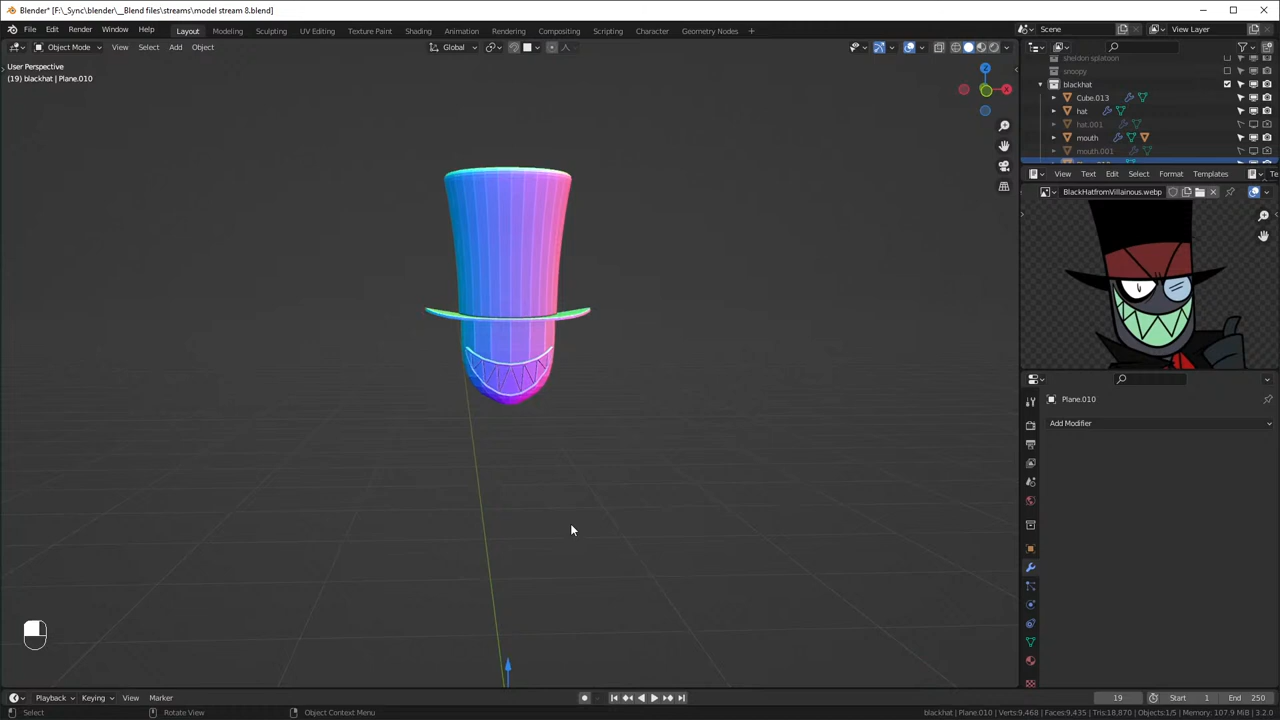 Blender* [F:\_Sync\blender\__Blend files\streams\model stream 8.blend]
File Edit Render Window Help Layout Modeling Sculpting UV Editing Texture Paint Shading Animation Rendering Compositing Scripting Character Geometry Nodes + Scene View Layer
Object Mode View Select Add Object Global
User Perspective
(19) blackhat | Plane.010
sheldon splatoon
snoopy
blackhat
Cube.013
hat
hat.001
mouth
mouth.001
View Text Edit Select Format Templates Te
BlackHatfromVillainous.webp
Plane.010
Add Modifier
Z
X
Playback Keying View Marker 19 Start 1 End 250
Select Rotate View Object Context Menu blackhat | Plane.010 | Verts:9,468 | Faces:9,435 | Tris:18,870 | Objects:1/5 | Memory: 107.9 MiB | 3.2.0